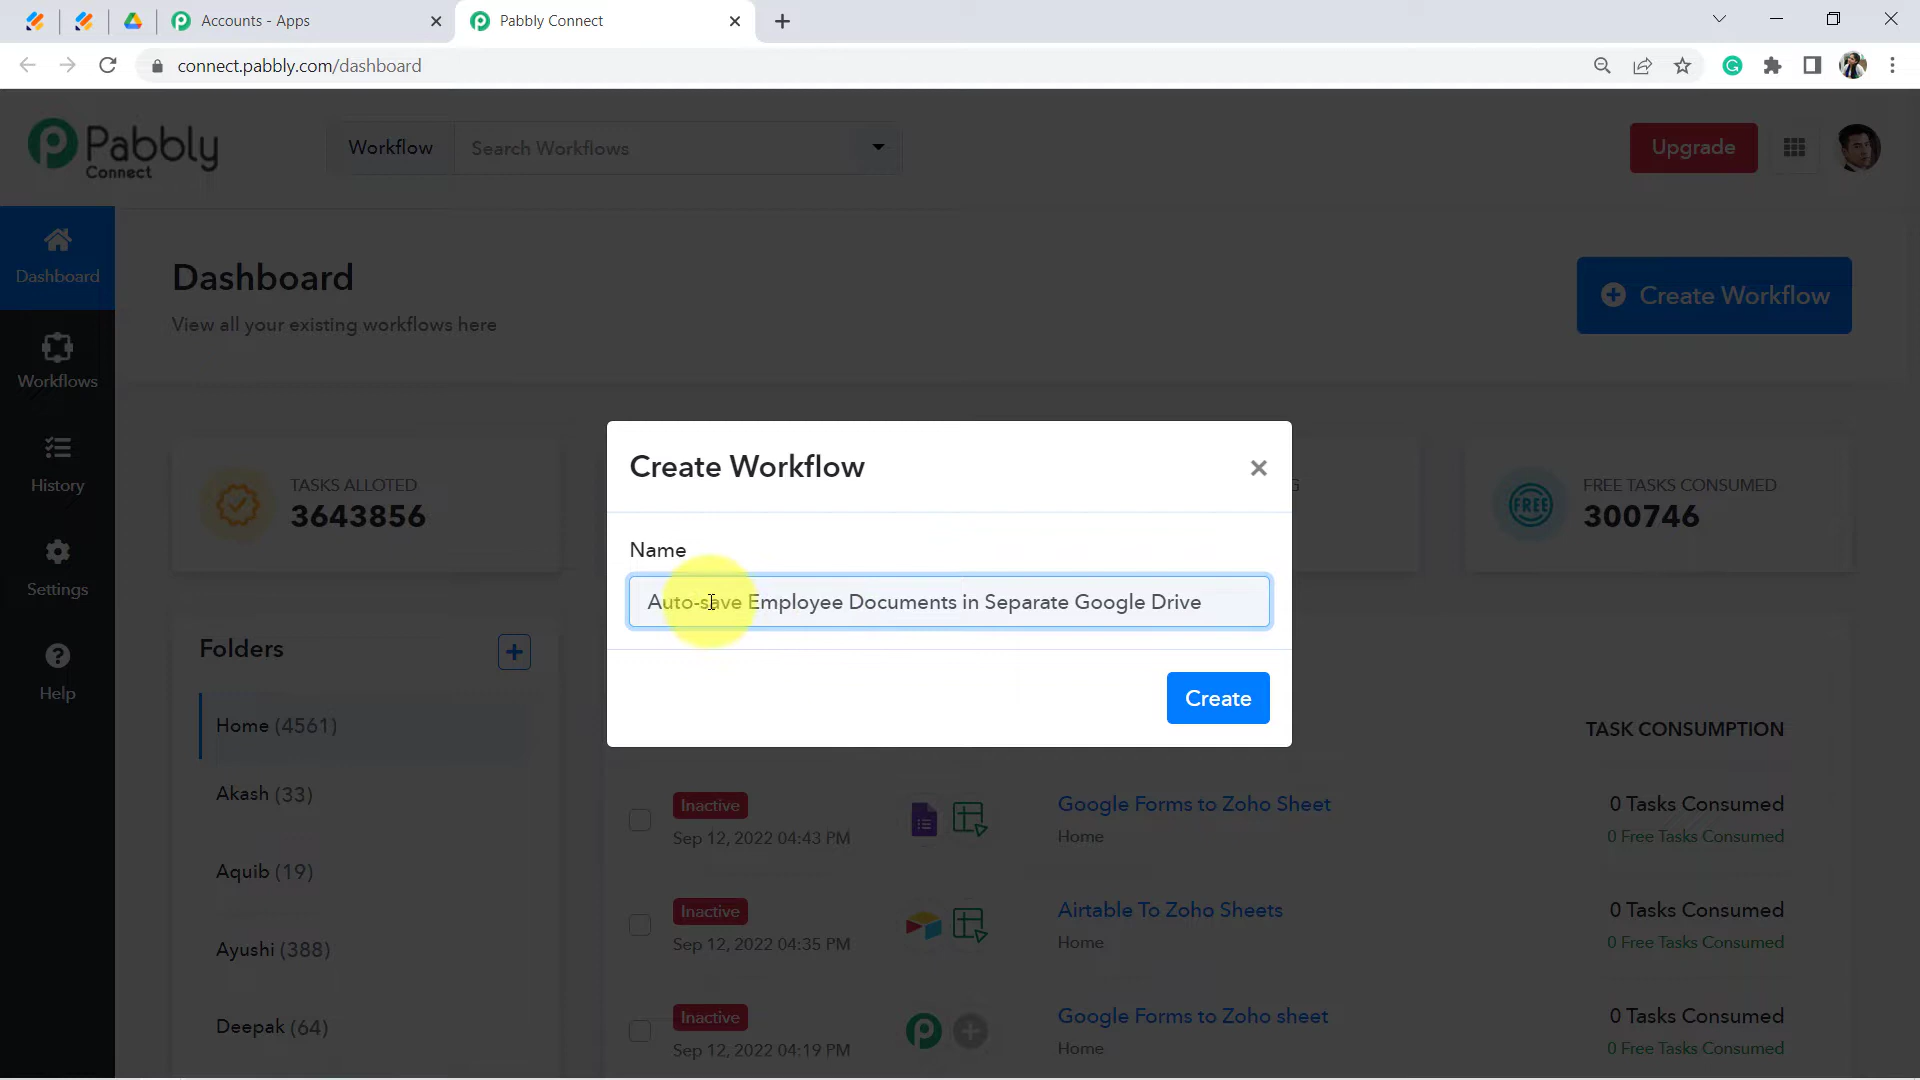 Accounts - Apps
Pabbly Connect
connect.pabbly.com/dashboard
Pabbly
Connect
Workflow
Search Workflows
Upgrade
Dashboard
Workflows
History
Settings
Help
Dashboard
View all your existing workflows here
Create Workflow
TASKS ALLOTED
3643856
FREE
FREE TASKS CONSUMED
300746
Create Workflow
Name
Auto-save Employee Documents in Separate Google Drive
Create
Folders
Home (4561)
Akash (33)
Aquib (19)
Ayushi (388)
Deepak (64)
TASK CONSUMPTION
Inactive
Sep 12, 2022 04:43 PM
Google Forms to Zoho Sheet
Home
0 Tasks Consumed
0 Free Tasks Consumed
Inactive
Sep 12, 2022 04:35 PM
Airtable To Zoho Sheets
Home
0 Tasks Consumed
0 Free Tasks Consumed
Inactive
Sep 12, 2022 04:19 PM
Google Forms to Zoho sheet
Home
0 Tasks Consumed
0 Free Tasks Consumed